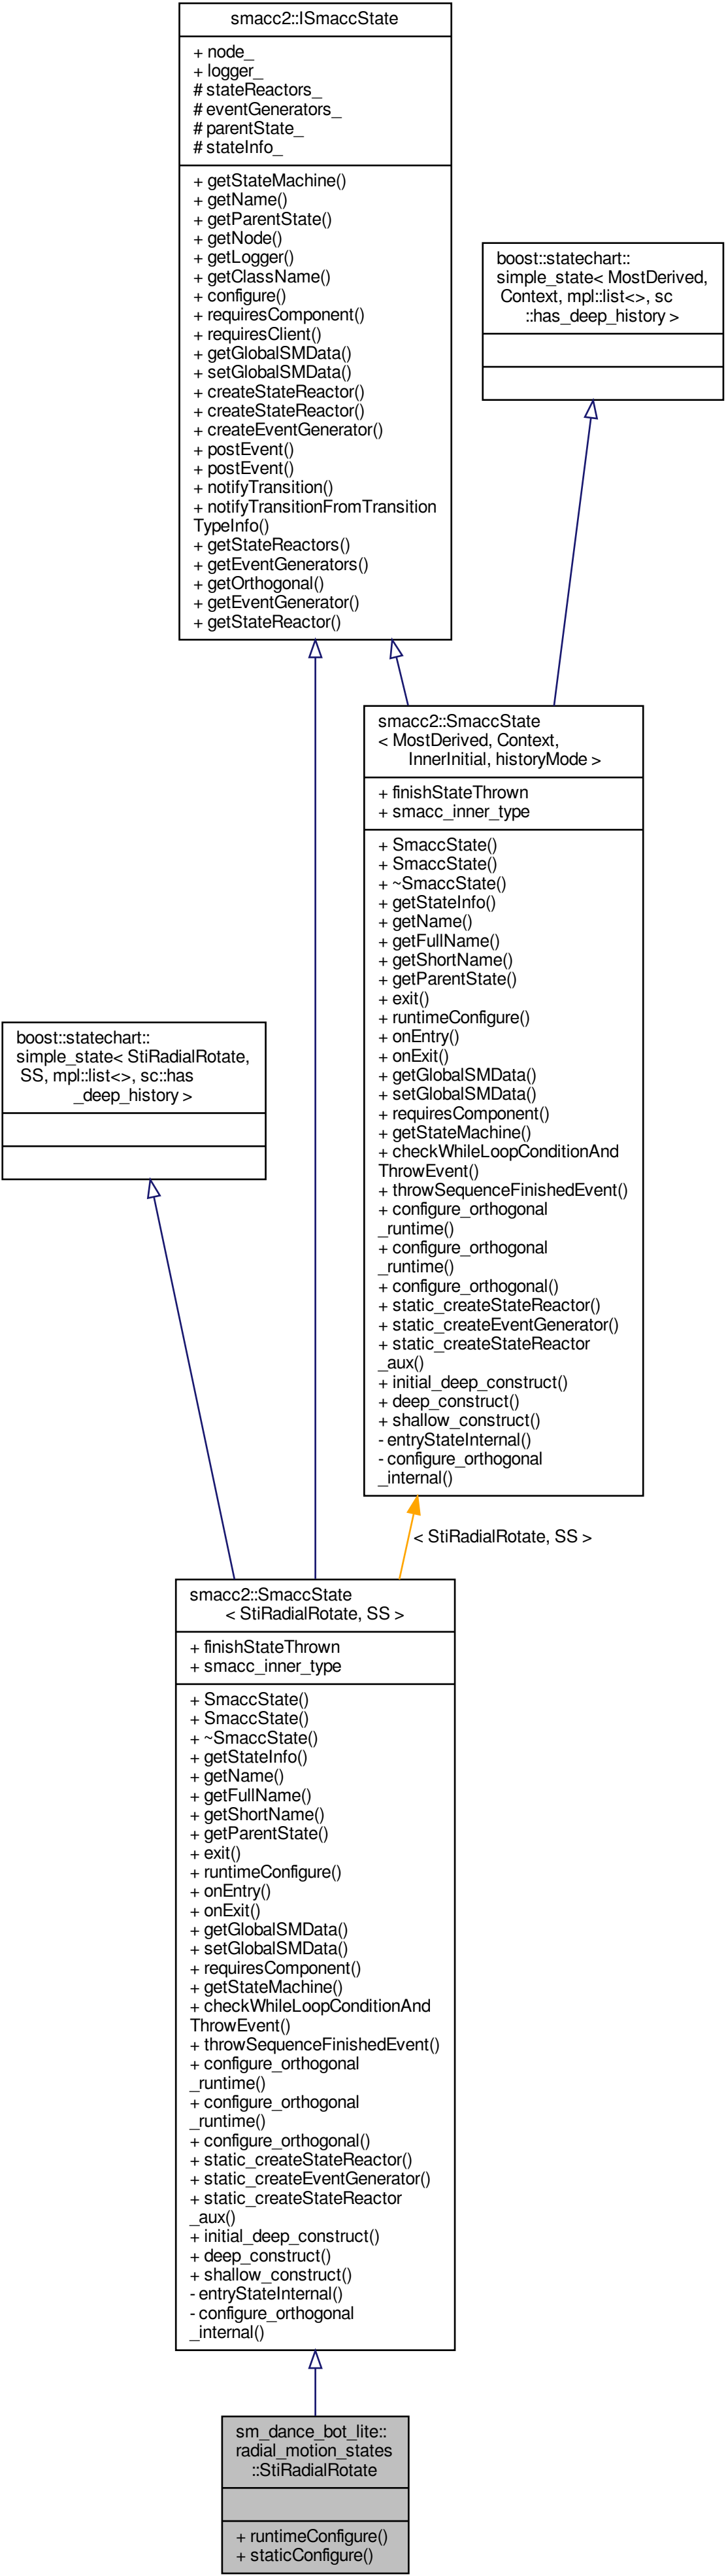 smacc2::ISmaccState
+ node_
+ logger_
# stateReactors_
# eventGenerators_
# parentState_
# stateInfo_
+ getStateMachine()
+ getName()
+ getParentState()
+ getNode()
+ getLogger()
+ getClassName()
+ configure()
+ requiresComponent()
+ requiresClient()
+ getGlobalSMData()
+ setGlobalSMData()
+ createStateReactor()
+ createStateReactor()
+ createEventGenerator()
+ postEvent()
+ postEvent()
+ notifyTransition()
+ notifyTransitionFromTransition
TypeInfo()
+ getStateReactors()
+ getEventGenerators()
+ getOrthogonal()
+ getEventGenerator()
+ getStateReactor()
boost::statechart::
simple_state< MostDerived,
Context, mpl::list<>, sc
::has_deep_history >
smacc2::SmaccState
< MostDerived, Context,
InnerInitial, historyMode >
+ finishStateThrown
+ smacc_inner_type
+ SmaccState()
+ SmaccState()
+ ~SmaccState()
+ getStateInfo()
+ getName()
+ getFullName()
+ getShortName()
+ getParentState()
+ exit()
+ runtimeConfigure()
+ onEntry()
+ onExit()
+ getGlobalSMData()
+ setGlobalSMData()
+ requiresComponent()
+ getStateMachine()
+ checkWhileLoopConditionAnd
ThrowEvent()
+ throwSequenceFinishedEvent()
+ configure_orthogonal
_runtime()
+ configure_orthogonal
_runtime()
+ configure_orthogonal()
+ static_createStateReactor()
+ static_createEventGenerator()
+ static_createStateReactor
_aux()
+ initial_deep_construct()
+ deep_construct()
+ shallow_construct()
- entryStateInternal()
- configure_orthogonal
_internal()
boost::statechart::
simple_state< StiRadialRotate,
SS, mpl::list<>, sc::has
_deep_history >
< StiRadialRotate, SS >
smacc2::SmaccState
< StiRadialRotate, SS >
+ finishStateThrown
+ smacc_inner_type
+ SmaccState()
+ SmaccState()
+ ~SmaccState()
+ getStateInfo()
+ getName()
+ getFullName()
+ getShortName()
+ getParentState()
+ exit()
+ runtimeConfigure()
+ onEntry()
+ onExit()
+ getGlobalSMData()
+ setGlobalSMData()
+ requiresComponent()
+ getStateMachine()
+ checkWhileLoopConditionAnd
ThrowEvent()
+ throwSequenceFinishedEvent()
+ configure_orthogonal
_runtime()
+ configure_orthogonal
_runtime()
+ configure_orthogonal()
+ static_createStateReactor()
+ static_createEventGenerator()
+ static_createStateReactor
_aux()
+ initial_deep_construct()
+ deep_construct()
+ shallow_construct()
- entryStateInternal()
- configure_orthogonal
_internal()
sm_dance_bot_lite::
radial_motion_states
::StiRadialRotate
+ runtimeConfigure()
+ staticConfigure()